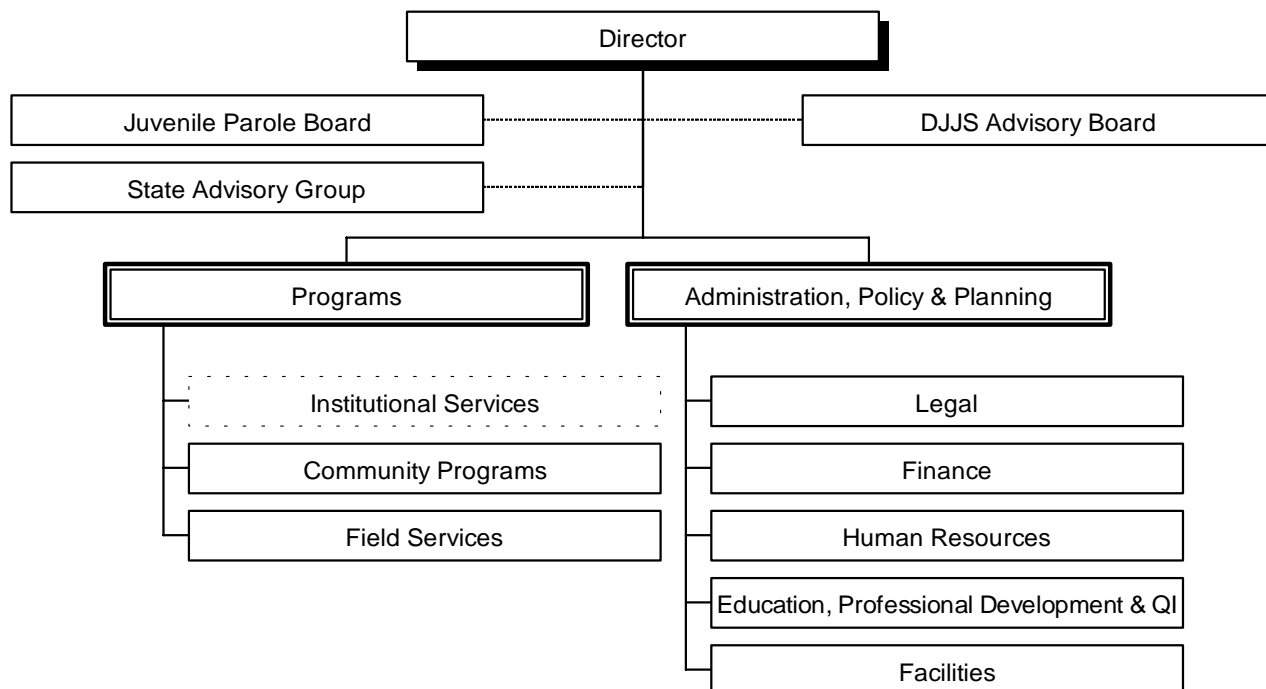 Director
Juvenile Parole Board
DJJS Advisory Board
State Advisory Group
Programs
Administration, Policy & Planning
Institutional Services
Legal
Community Programs
Finance
Field Services
Human Resources
Education, Professional Development & QI
Facilities